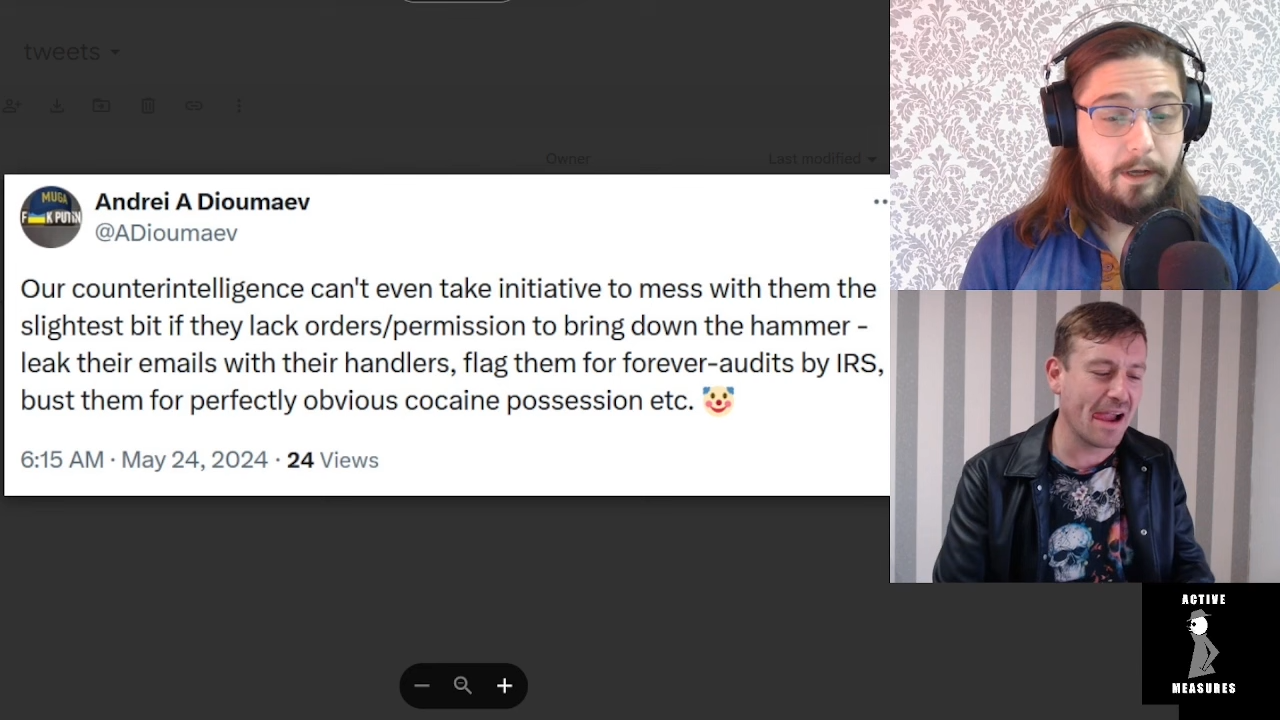 tweets
Owner
Last modified
MUGA
F K PUTIN
Andrei A Dioumaev
@ADioumaev
Our counterintelligence can't even take initiative to mess with them the
slightest bit if they lack orders/permission to bring down the hammer -
leak their emails with their handlers, flag them for forever-audits by IRS,
bust them for perfectly obvious cocaine possession etc. 🤡
6:15 AM · May 24, 2024 · 24 Views
ACTIVE
MEASURES